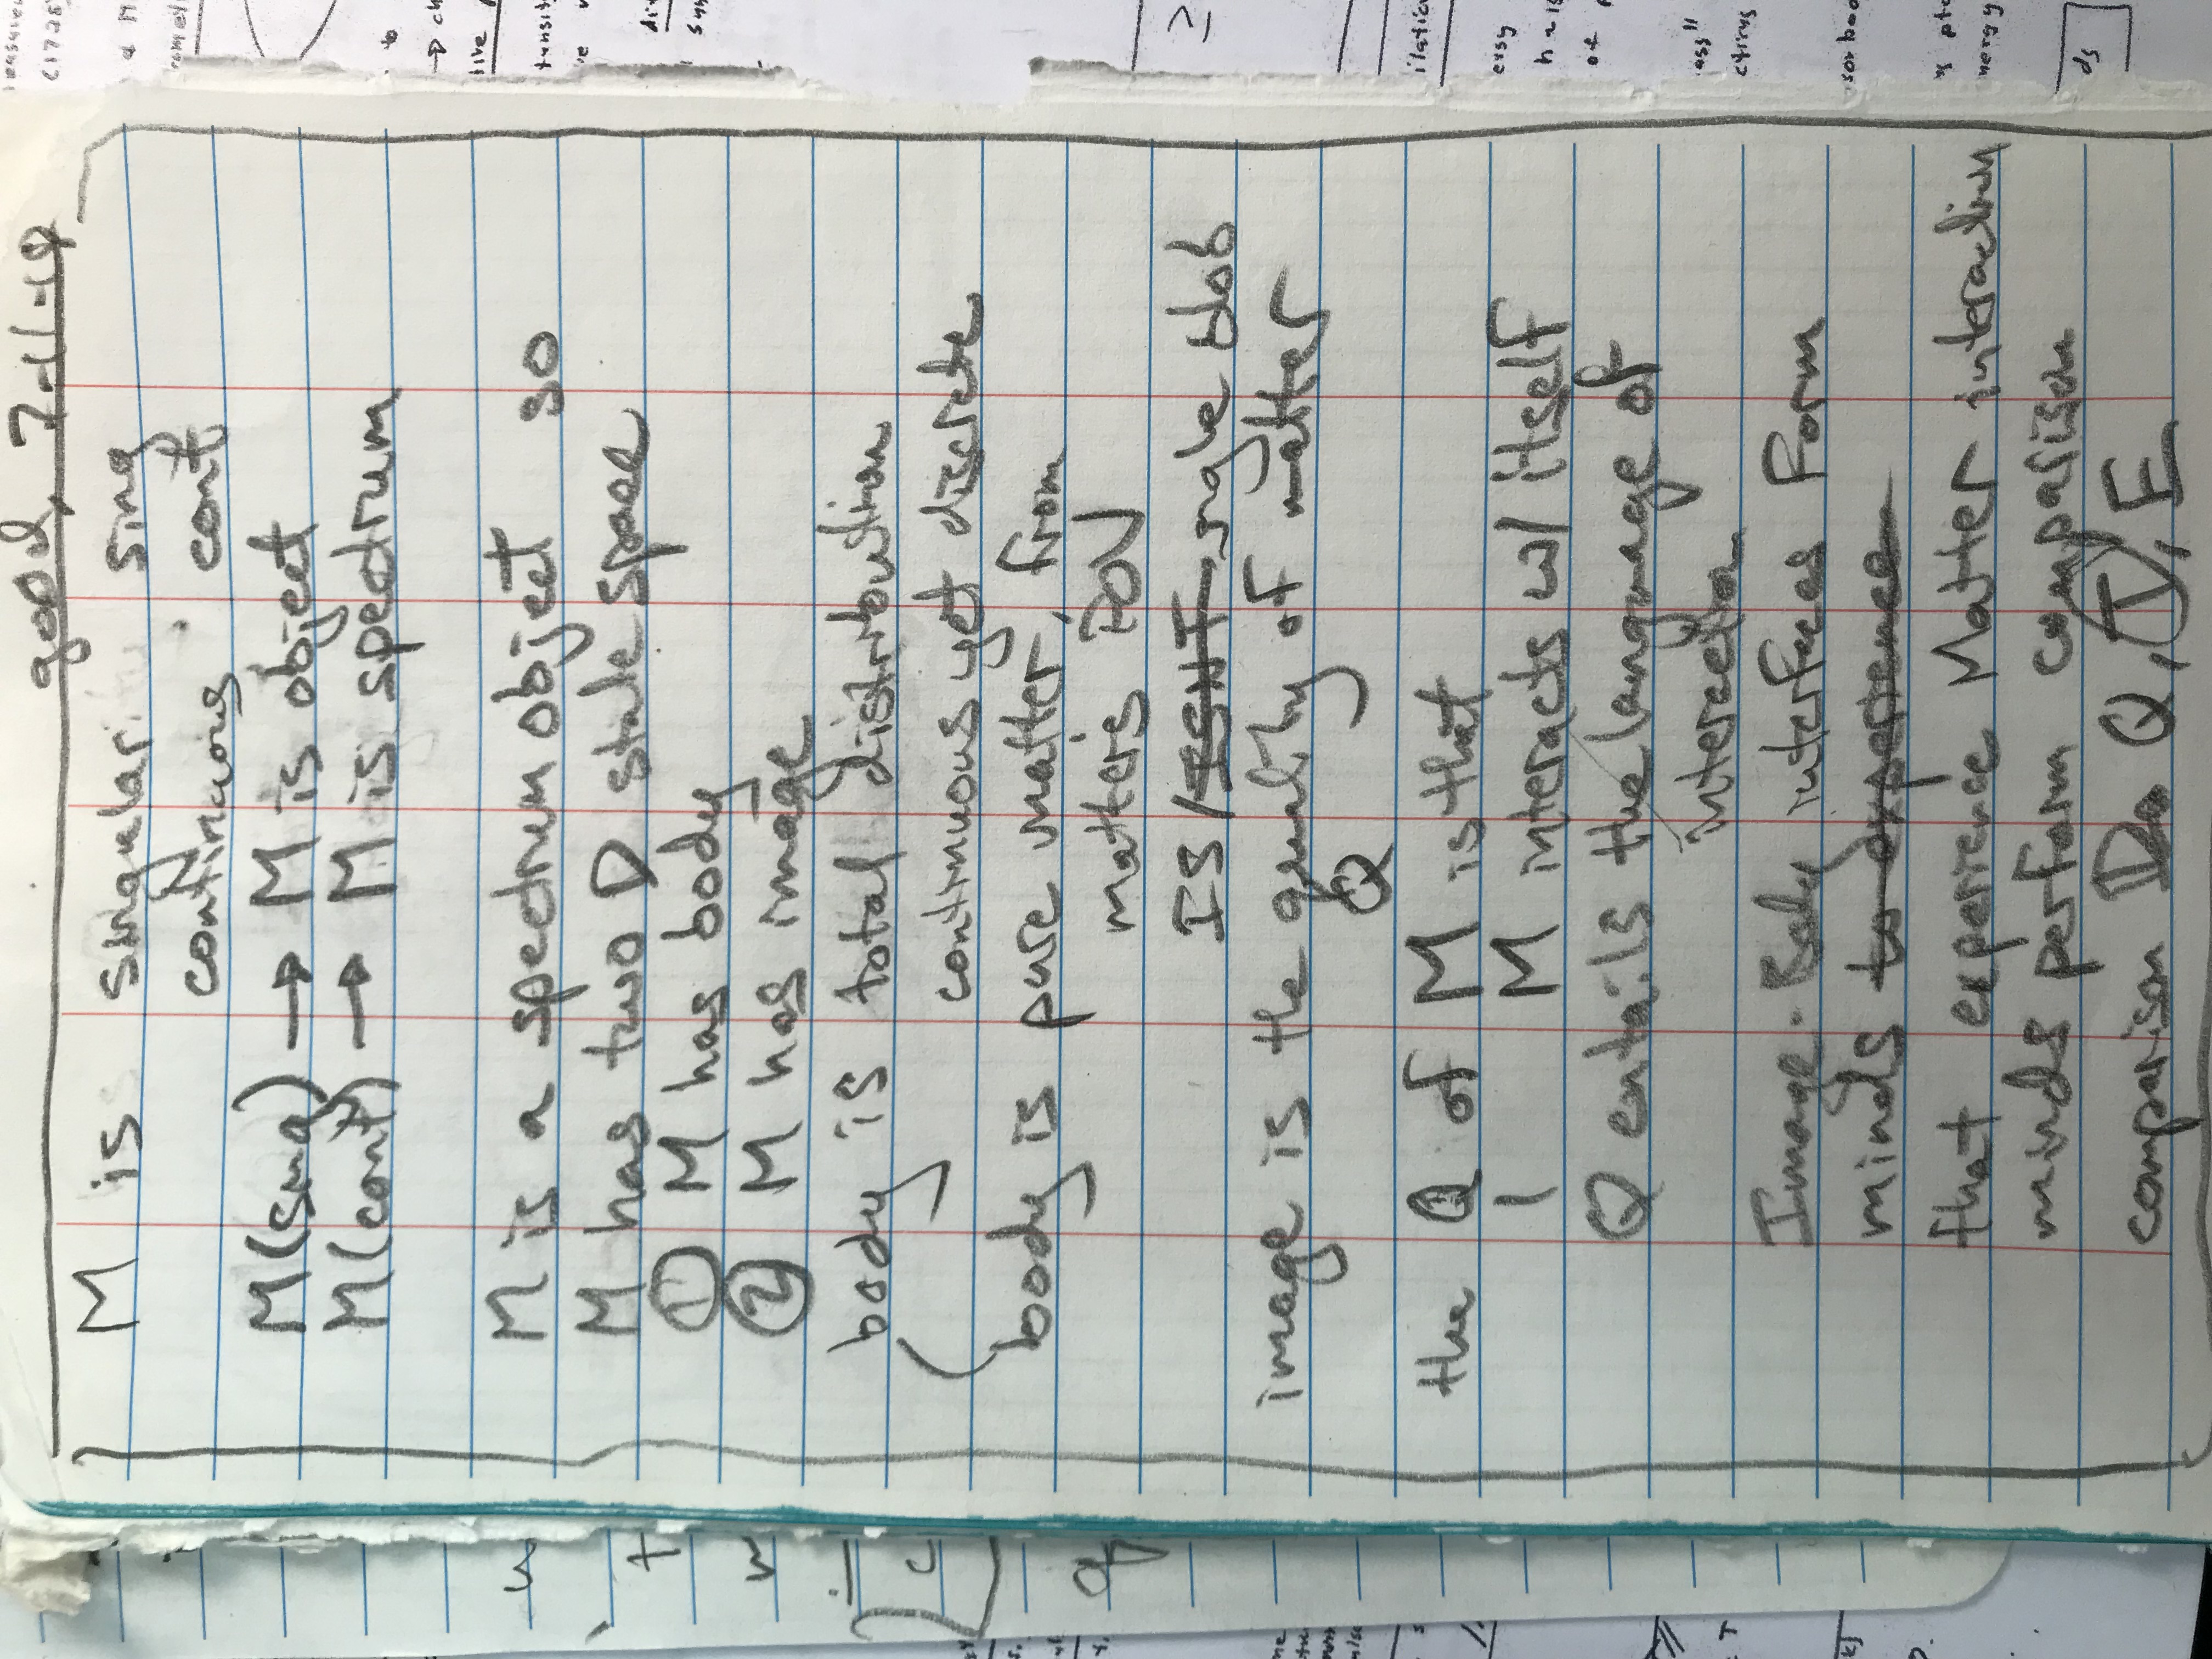 good, 7-11-18
M is singular sing
continuous cont
M(sing) → M is object
M(cont) → M is spectrum
M is a spectrum object so
M has two D state space
① M has body
② M has image
body is total distribution
( continuous yet discrete
body is pure matter, from
matter's POV
IS/ISNT single blob
image is the quality of matter
Q
the Q of M is that
| M interacts w/ itself
Q entails the language of
interaction
Image-Body interfaces form
minds to experience
that experience Matter interaction
minds perform comparison
comparison Q, I, E